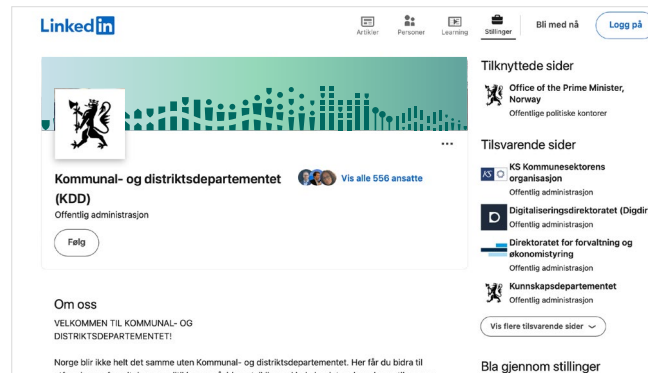 Linked in
Artikler
Personer
Learning
Stillinger
Bli med nå
Logg på
Kommunal- og distriktsdepartementet
(KDD)
Offentlig administrasjon
Vis alle 556 ansatte
Følg
Om oss
VELKOMMEN TIL KOMMUNAL- OG
DISTRIKTSDEPARTEMENTET!
Norge blir ikke helt det samme uten Kommunal- og distriktsdepartementet. Her får du bidra til
Tilknyttede sider
Office of the Prime Minister,
Norway
Offentlige politiske kontorer
Tilsvarende sider
KS
KS Kommunesektorens
organisasjon
Offentlig administrasjon
D
Digitaliseringsdirektoratet (Digdir
Offentlig administrasjon
Direktoratet for forvaltning og
økonomistyring
Offentlig administrasjon
Kunnskapsdepartementet
Offentlig administrasjon
Vis flere tilsvarende sider
Bla gjennom stillinger